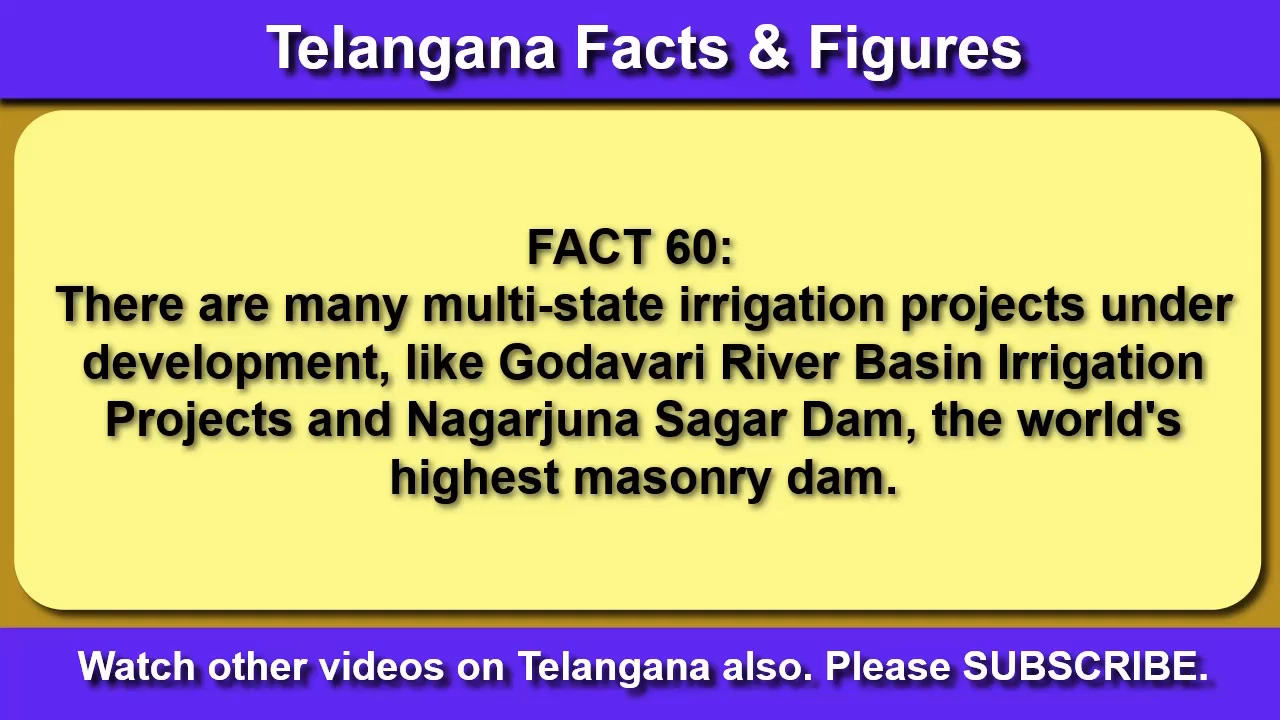 Telangana Facts & Figures
FACT 60:
There are many multi-state irrigation projects under
development, like Godavari River Basin Irrigation
Projects and Nagarjuna Sagar Dam, the world's
highest masonry dam.
Watch other videos on Telangana also. Please SUBSCRIBE.